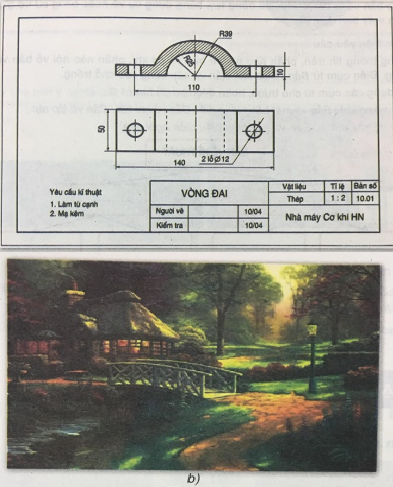 R39
R25
10
110
50
140
2 lỗ Ø12
Yêu cầu kĩ thuật
1. Làm tù cạnh
2. Mạ kẽm
VÒNG ĐAI
Vật liệu
Tỉ lệ
Bản số
Thép
1 : 2
10.01
Người vẽ
10/04
Kiểm tra
10/04
Nhà máy Cơ khí HN
b)